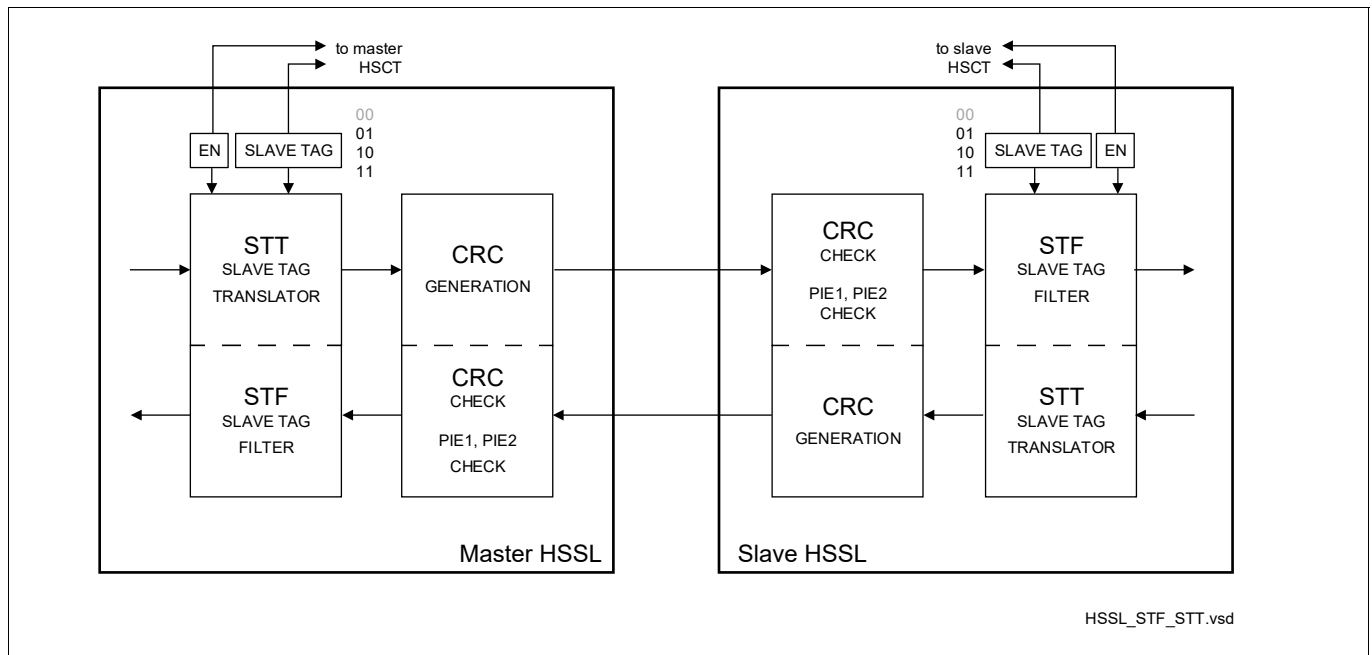 to master
HSCT
to slave
HSCT
00
01
10
11
EN
SLAVE TAG
00
01
10
11
SLAVE TAG
EN
STT
SLAVE TAG
TRANSLATOR
CRC
GENERATION
CRC
CHECK
PIE1, PIE2
CHECK
STF
SLAVE TAG
FILTER
STF
SLAVE TAG
FILTER
CRC
CHECK
PIE1, PIE2
CHECK
CRC
GENERATION
STT
SLAVE TAG
TRANSLATOR
Master HSSL
Slave HSSL
HSSL_STF_STT.vsd